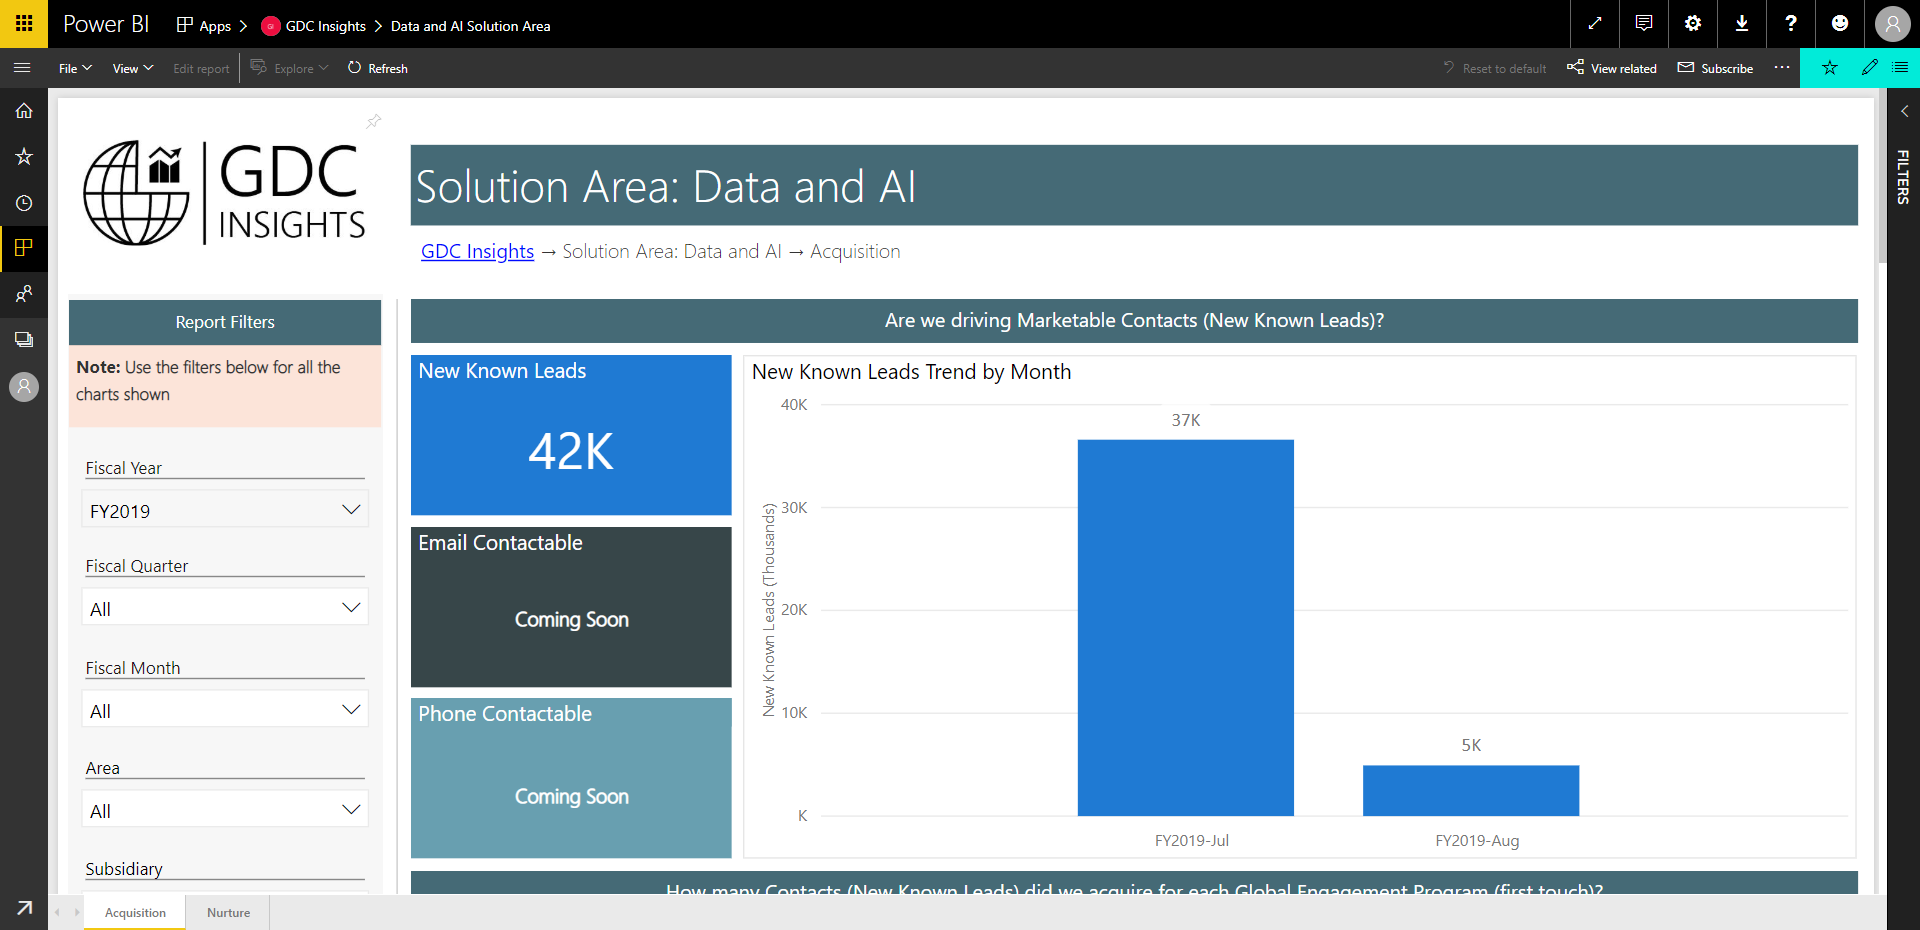 Power BI
Apps
GDC Insights
Data and AI Solution Area
File
View
Edit report
Explore
Refresh
Reset to default
View related
Subscribe
FILTERS
GDC
INSIGHTS
Solution Area: Data and AI
GDC Insights → Solution Area: Data and AI → Acquisition
Report Filters
Note: Use the filters below for all the
charts shown
Fiscal Year
FY2019
Fiscal Quarter
All
Fiscal Month
All
Area
All
Subsidiary
Are we driving Marketable Contacts (New Known Leads)?
New Known Leads
42K
Email Contactable
Coming Soon
Phone Contactable
Coming Soon
New Known Leads Trend by Month
New Known Leads (Thousands)
40K
30K
20K
10K
K
37K
5K
FY2019-Jul
FY2019-Aug
How many Contacts (New Known Leads) did we acquire for each Global Engagement Program (first touch)?
Acquisition
Nurture